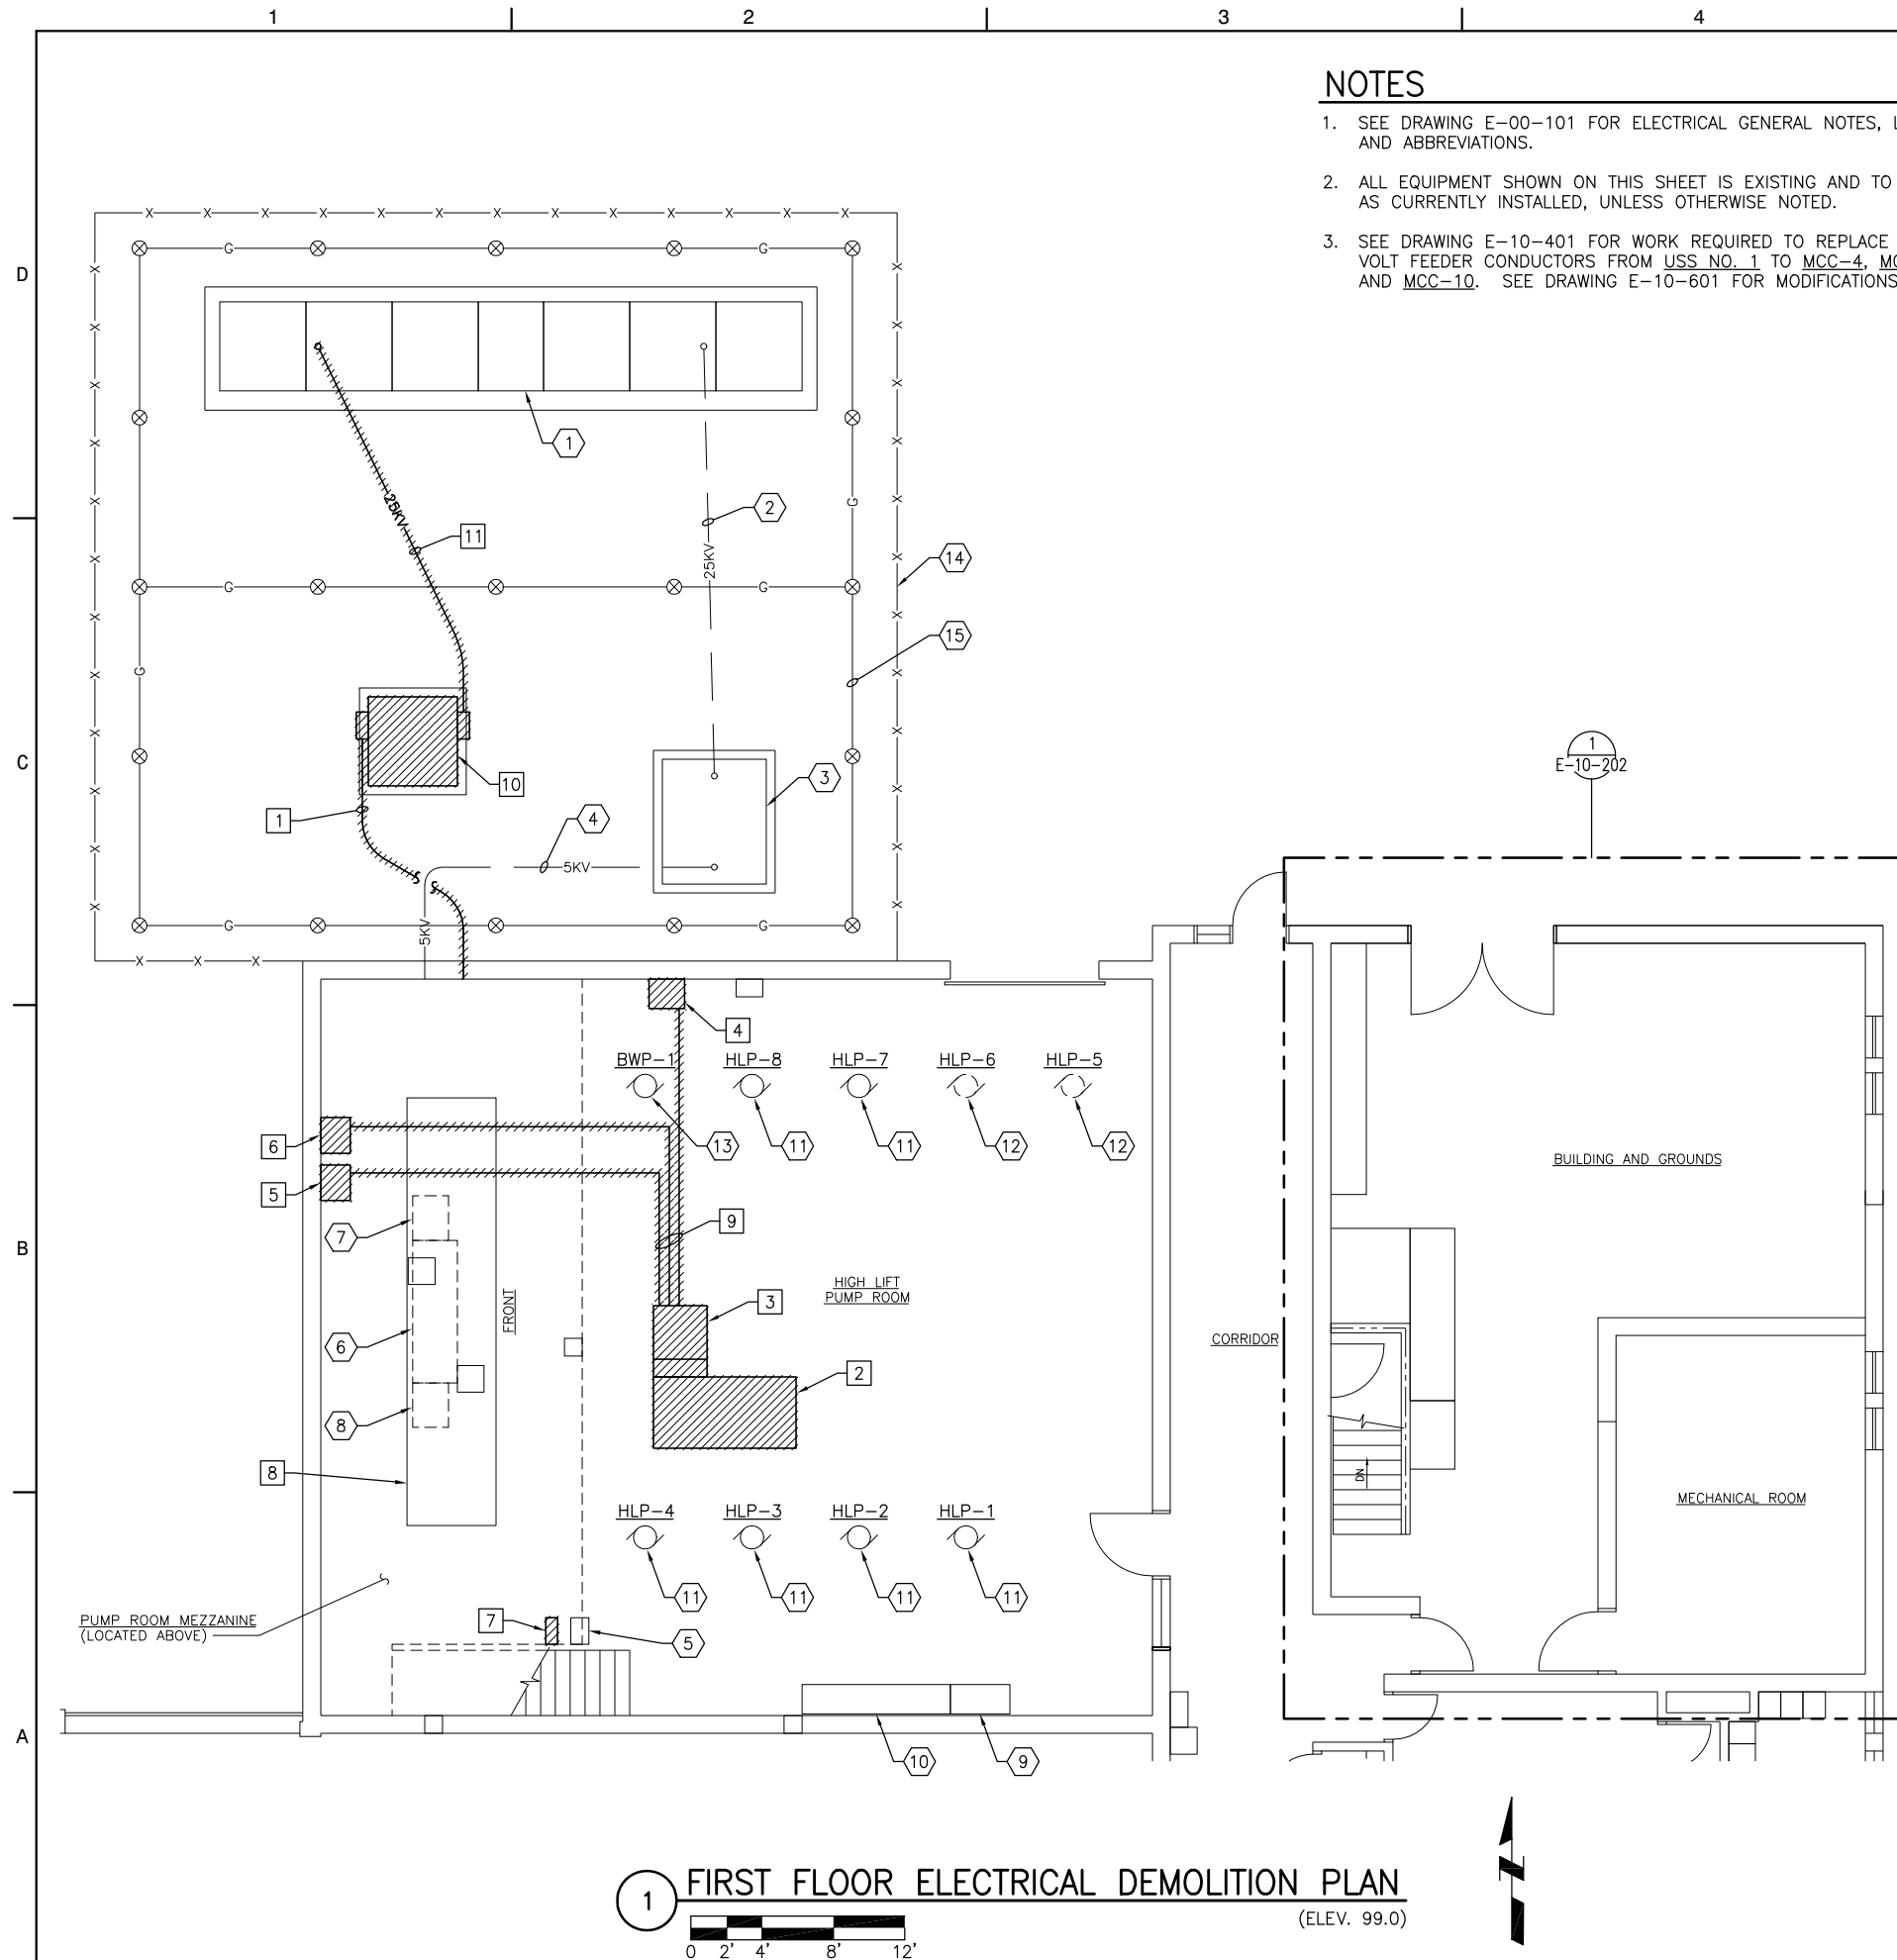 1 2 3 4
NOTES
1. SEE DRAWING E-00-101 FOR ELECTRICAL GENERAL NOTES,
AND ABBREVIATIONS.
2. ALL EQUIPMENT SHOWN ON THIS SHEET IS EXISTING AND TO
AS CURRENTLY INSTALLED, UNLESS OTHERWISE NOTED.
3. SEE DRAWING E-10-401 FOR WORK REQUIRED TO REPLACE
VOLT FEEDER CONDUCTORS FROM USS NO. 1 TO MCC-4,
AND MCC-10. SEE DRAWING E-10-601 FOR MODIFICATIONS
X X X X X X X X X X X X X
G G
D
1
25KV
11
2
25KV
G
14
G G
15
G
C
10
3
1
4
5KV
5KV
G G
X X X
1
E-10-202
4
BWP-1 HLP-8 HLP-7 HLP-6 HLP-5
13 11 11 12 12
6
5
BUILDING AND GROUNDS
7
9
B
FRONT
HIGH LIFT
PUMP ROOM
3
6
CORRIDOR
2
8
8
DN
MECHANICAL ROOM
HLP-4 HLP-3 HLP-2 HLP-1
11 11 11 11
PUMP ROOM MEZZANINE
(LOCATED ABOVE)
7
5
A
10 9
1 FIRST FLOOR ELECTRICAL DEMOLITION PLAN
(ELEV. 99.0)
0 2' 4' 8' 12'
N